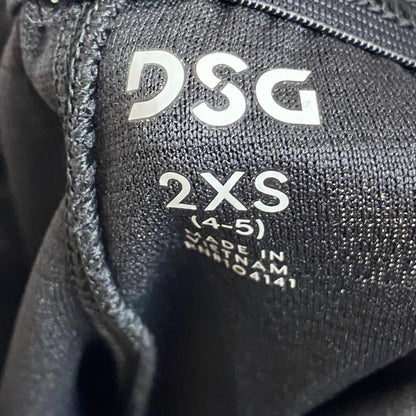 DSG
2XS
(4-5)
MADE IN
VIETNAM